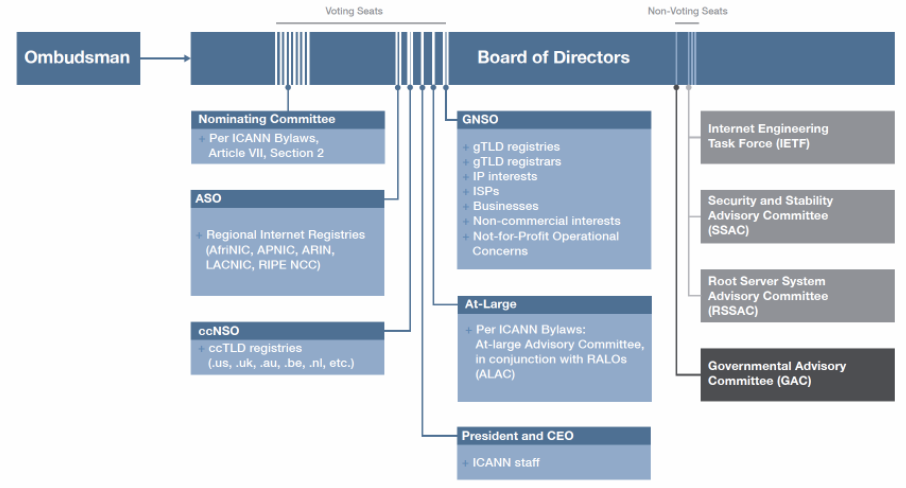 Voting Seats
Non-Voting Seats
Ombudsman
Board of Directors
Nominating Committee
+ Per ICANN Bylaws,
Article VII, Section 2
ASO
+ Regional Internet Registries
(AfriNIC, APNIC, ARIN,
LACNIC, RIPE NCC)
ccNSO
+ ccTLD registries
(.us, .uk, .au, .be, .nl, etc.)
GNSO
+ gTLD registries
+ gTLD registrars
+ IP interests
+ ISPs
+ Businesses
+ Non-commercial interests
+ Not-for-Profit Operational
Concerns
At-Large
+ Per ICANN Bylaws:
At-large Advisory Committee,
in conjunction with RALOs
(ALAC)
President and CEO
+ ICANN staff
Internet Engineering
Task Force (IETF)
Security and Stability
Advisory Committee
(SSAC)
Root Server System
Advisory Committee
(RSSAC)
Governmental Advisory
Committee (GAC)